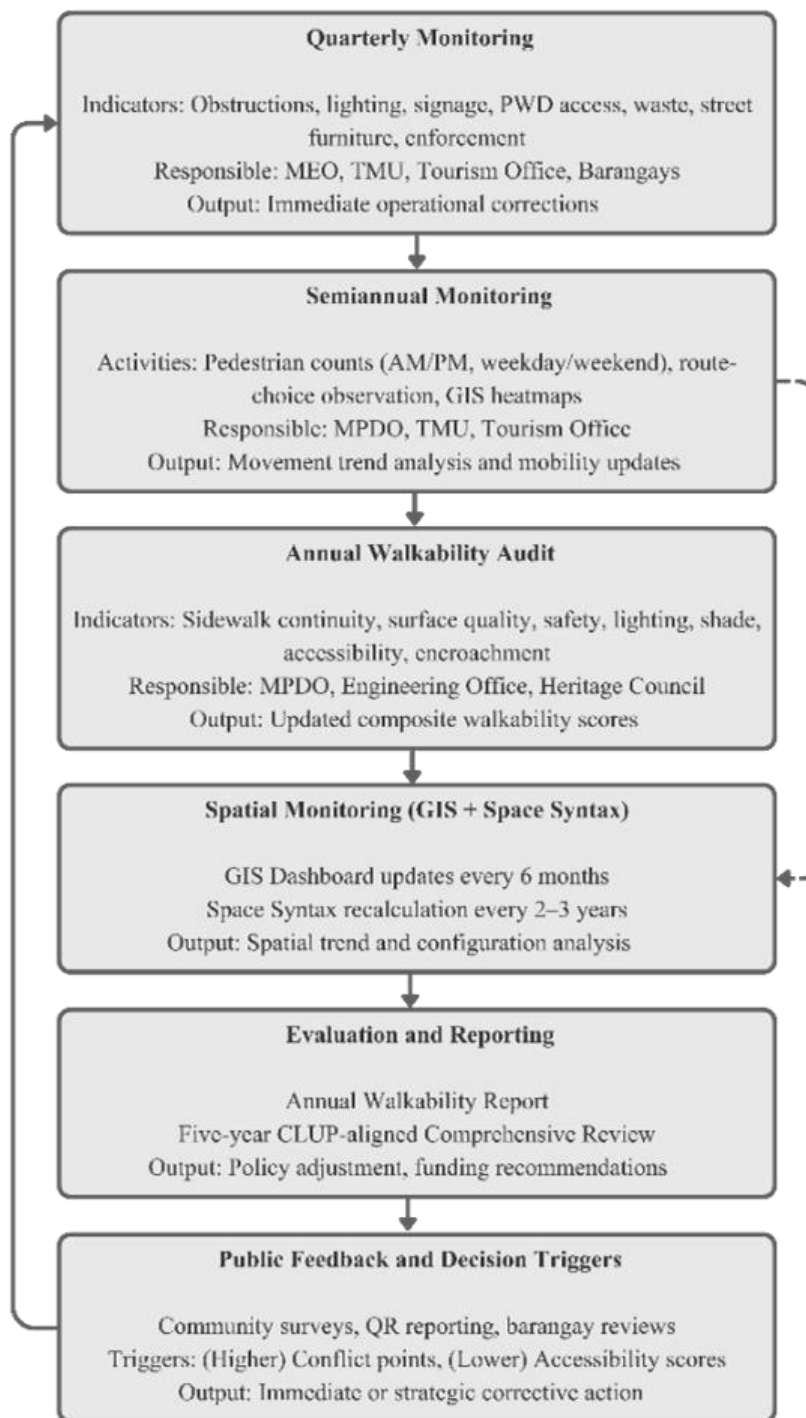 Quarterly Monitoring
Indicators: Obstructions, lighting, signage, PWD access, waste, street
furniture, enforcement
Responsible: MEO, TMU, Tourism Office, Barangays
Output: Immediate operational corrections
Semiannual Monitoring
Activities: Pedestrian counts (AM/PM, weekday/weekend), route-
choice observation, GIS heatmaps
Responsible: MPDO, TMU, Tourism Office
Output: Movement trend analysis and mobility updates
Annual Walkability Audit
Indicators: Sidewalk continuity, surface quality, safety, lighting, shade,
accessibility, encroachment
Responsible: MPDO, Engineering Office, Heritage Council
Output: Updated composite walkability scores
Spatial Monitoring (GIS + Space Syntax)
GIS Dashboard updates every 6 months
Space Syntax recalculation every 2–3 years
Output: Spatial trend and configuration analysis
Evaluation and Reporting
Annual Walkability Report
Five-year CLUP-aligned Comprehensive Review
Output: Policy adjustment, funding recommendations
Public Feedback and Decision Triggers
Community surveys, QR reporting, barangay reviews
Triggers: (Higher) Conflict points, (Lower) Accessibility scores
Output: Immediate or strategic corrective action